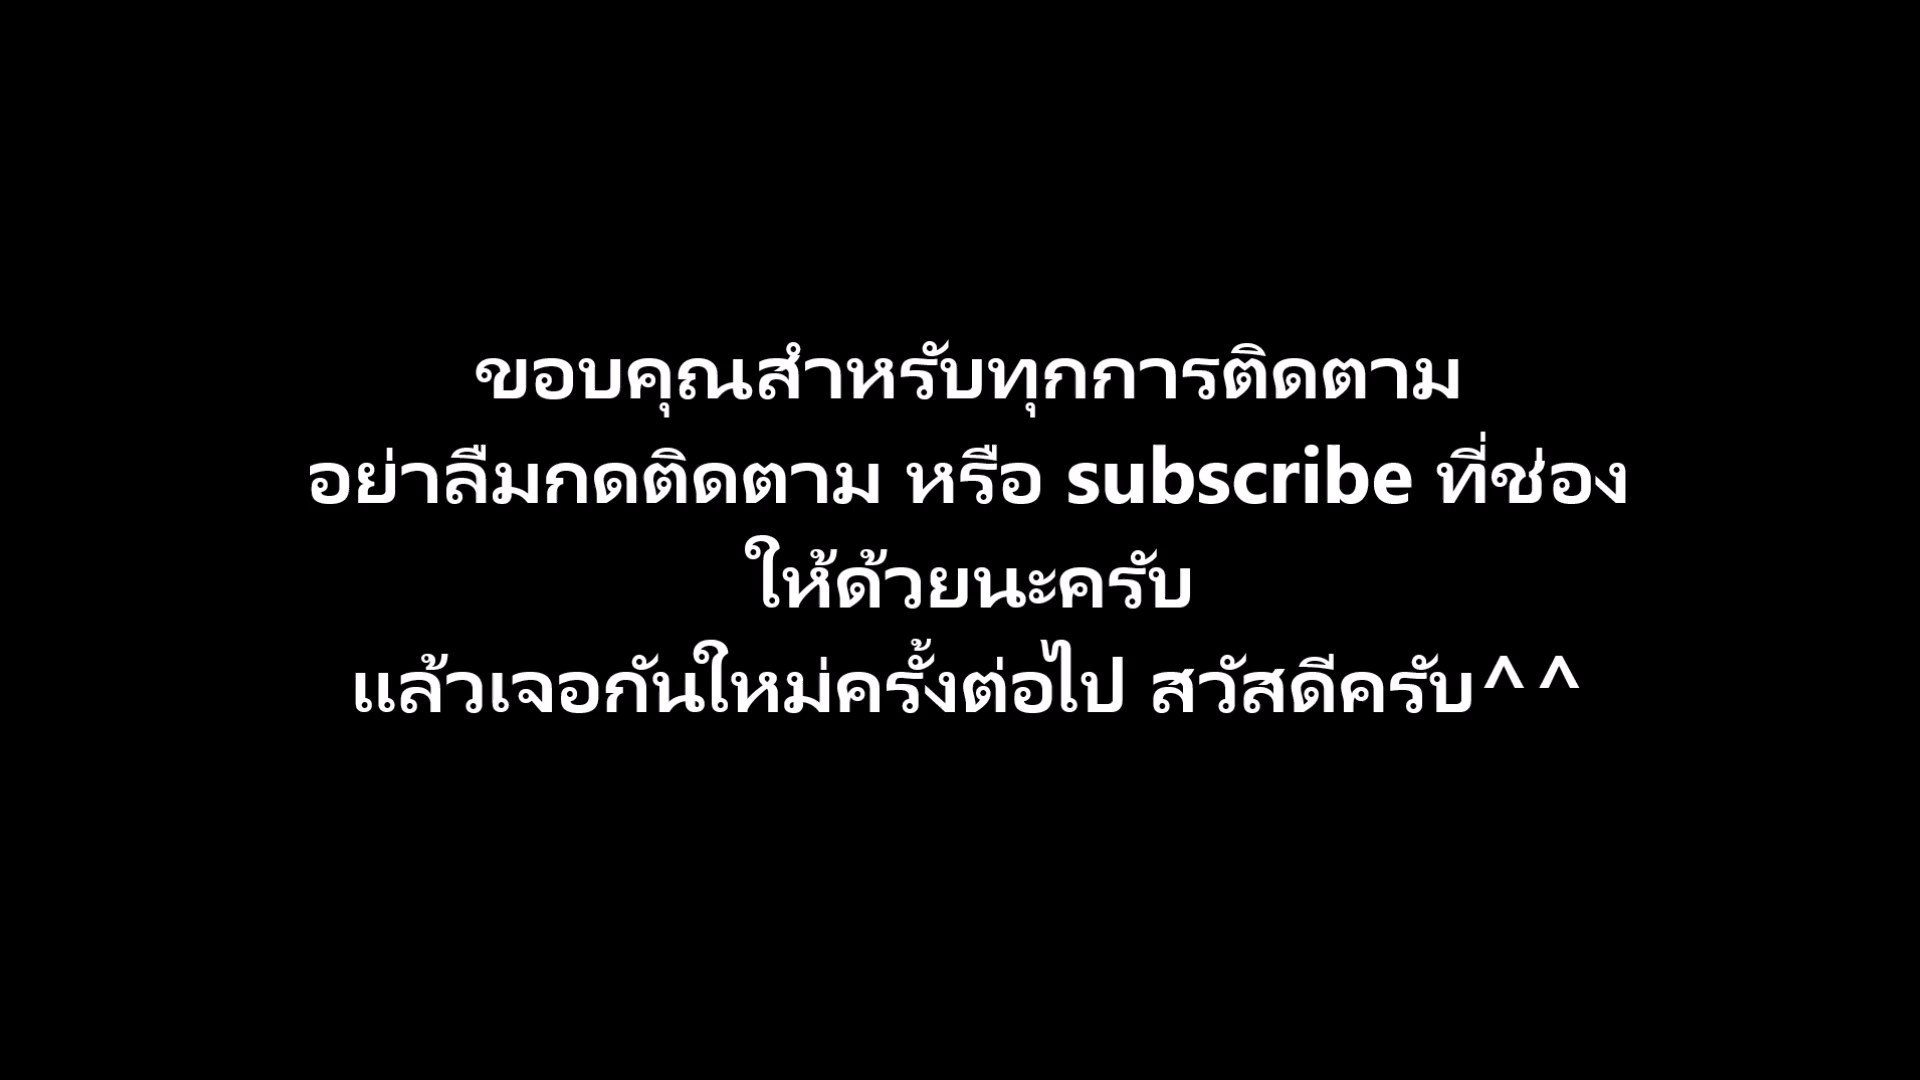 ขอบคุณสำหรับทุกการติดตาม
อย่าลืมกดติดตาม หรือ subscribe ที่ช่อง
ให้ด้วยนะครับ
แล้วเจอกันใหม่ครั้งต่อไป สวัสดีครับ^^